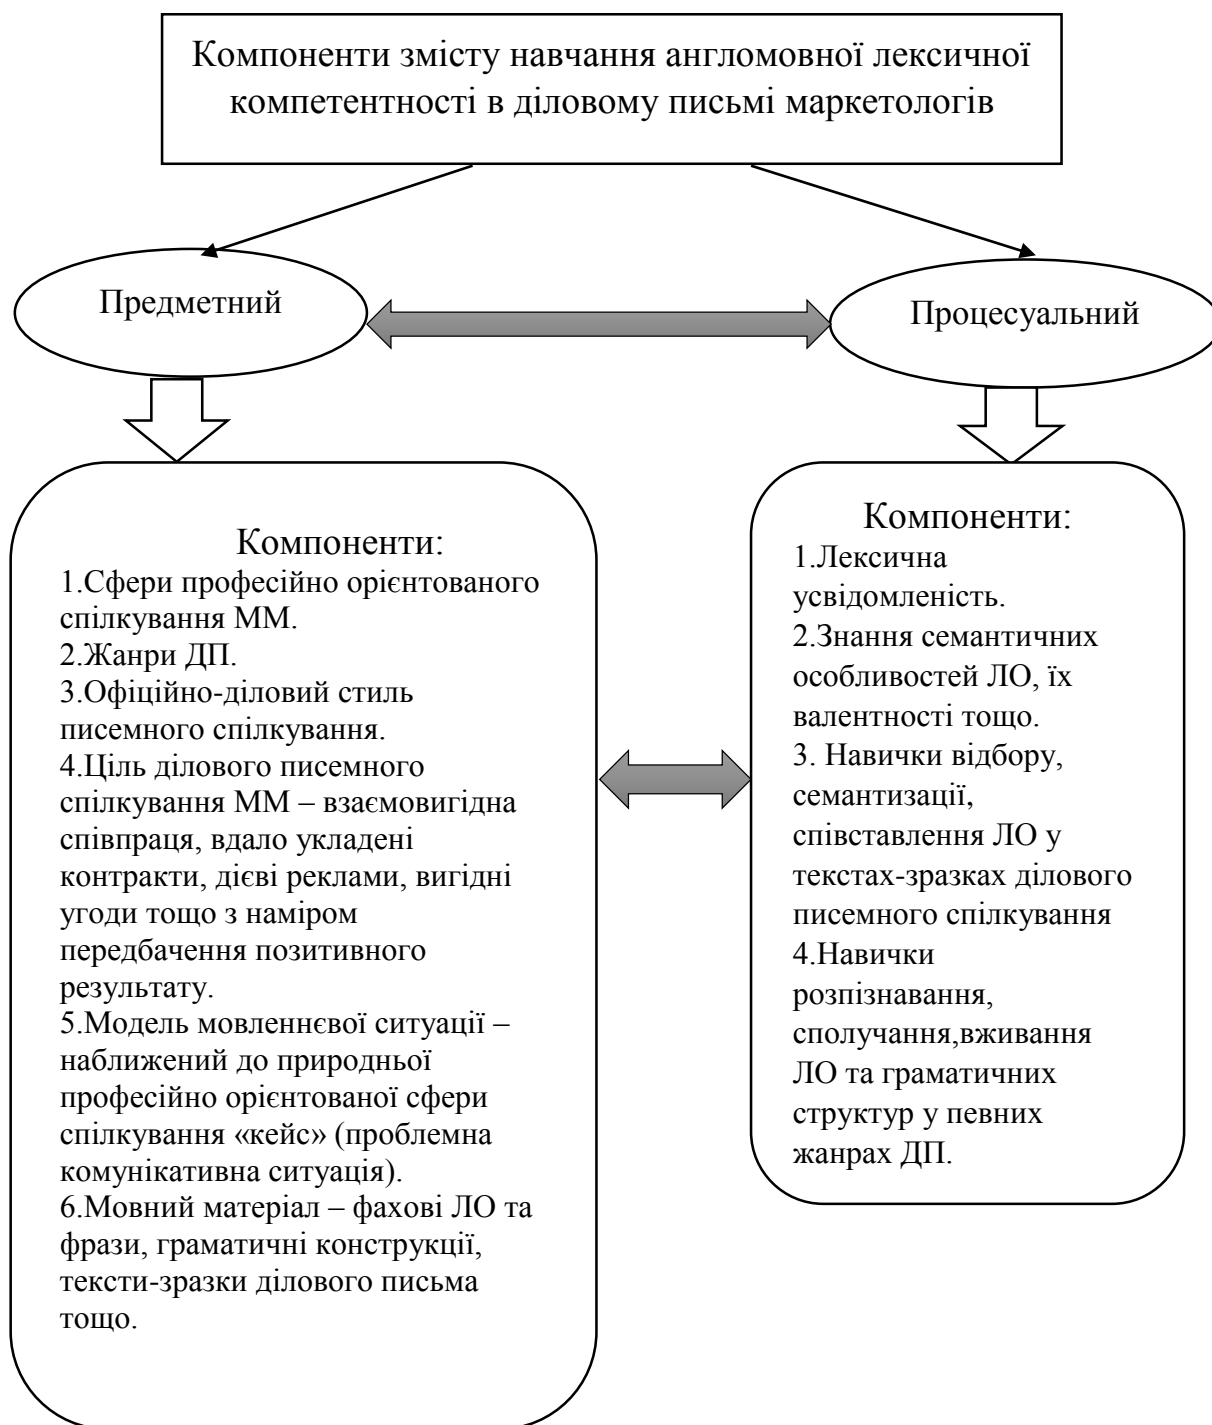 Компоненти змісту навчання англомовної лексичної
компетентності в діловому письмі маркетологів
Предметний
Процесуальний
Компоненти:
1.Сфери професійно орієнтованого
спілкування ММ.
2.Жанри ДП.
3.Офіційно-діловий стиль
писемного спілкування.
4.Ціль ділового писемного
спілкування ММ – взаємовигідна
співпраця, вдало укладені
контракти, дієві реклами, вигідні
угоди тощо з наміром
передбачення позитивного
результату.
5.Модель мовленнєвої ситуації –
наближений до природньої
професійно орієнтованої сфери
спілкування «кейс» (проблемна
комунікативна ситуація).
6.Мовний матеріал – фахові ЛО та
фрази, граматичні конструкції,
тексти-зразки ділового письма
тощо.
Компоненти:
1.Лексична
усвідомленість.
2.Знання семантичних
особливостей ЛО, їх
валентності тощо.
3. Навички відбору,
семантизації,
співставлення ЛО у
текстах-зразках ділового
писемного спілкування
4.Навички
розпізнавання,
сполучання,вживання
ЛО та граматичних
структур у певних
жанрах ДП.